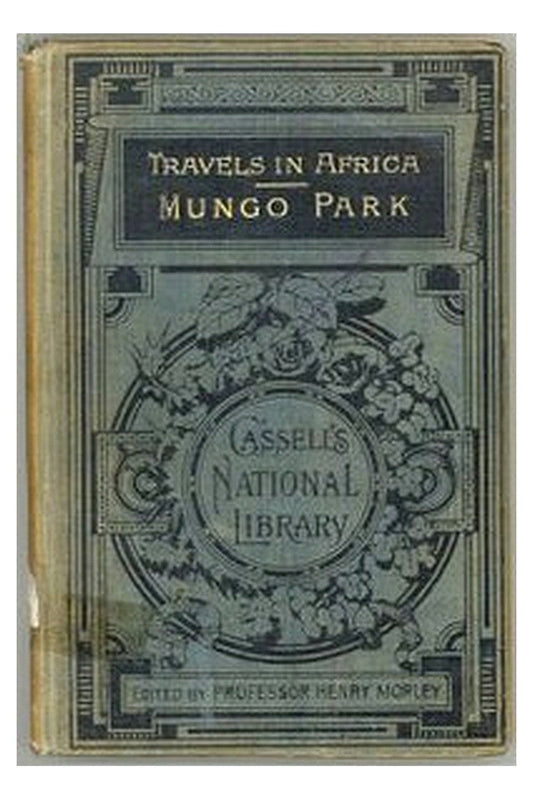 TRAVELS IN AFRICA
MUNGO PARK
CASSELL'S
NATIONAL
LIBRARY
EDITED BY PROFESSOR HENRY MORLEY